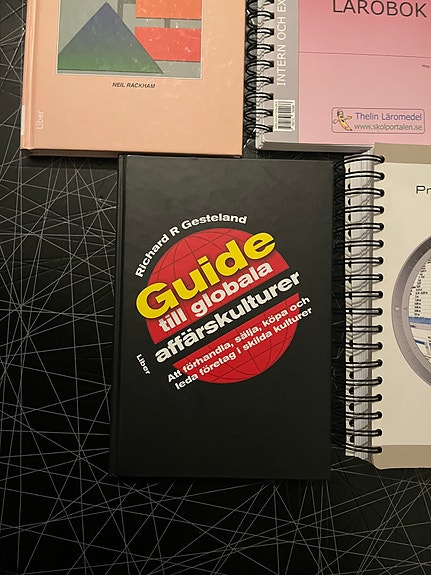 NEIL RACKHAM
Liber
LÄROBOK
INTERN OCH EX
Thelin Läromedel
www.skolportalen.se
Pr
Richard R Gesteland
Guide
till globala
affärskulturer
Att förhandla, sälja, köpa och
leda företag i skilda kulturer
Liber